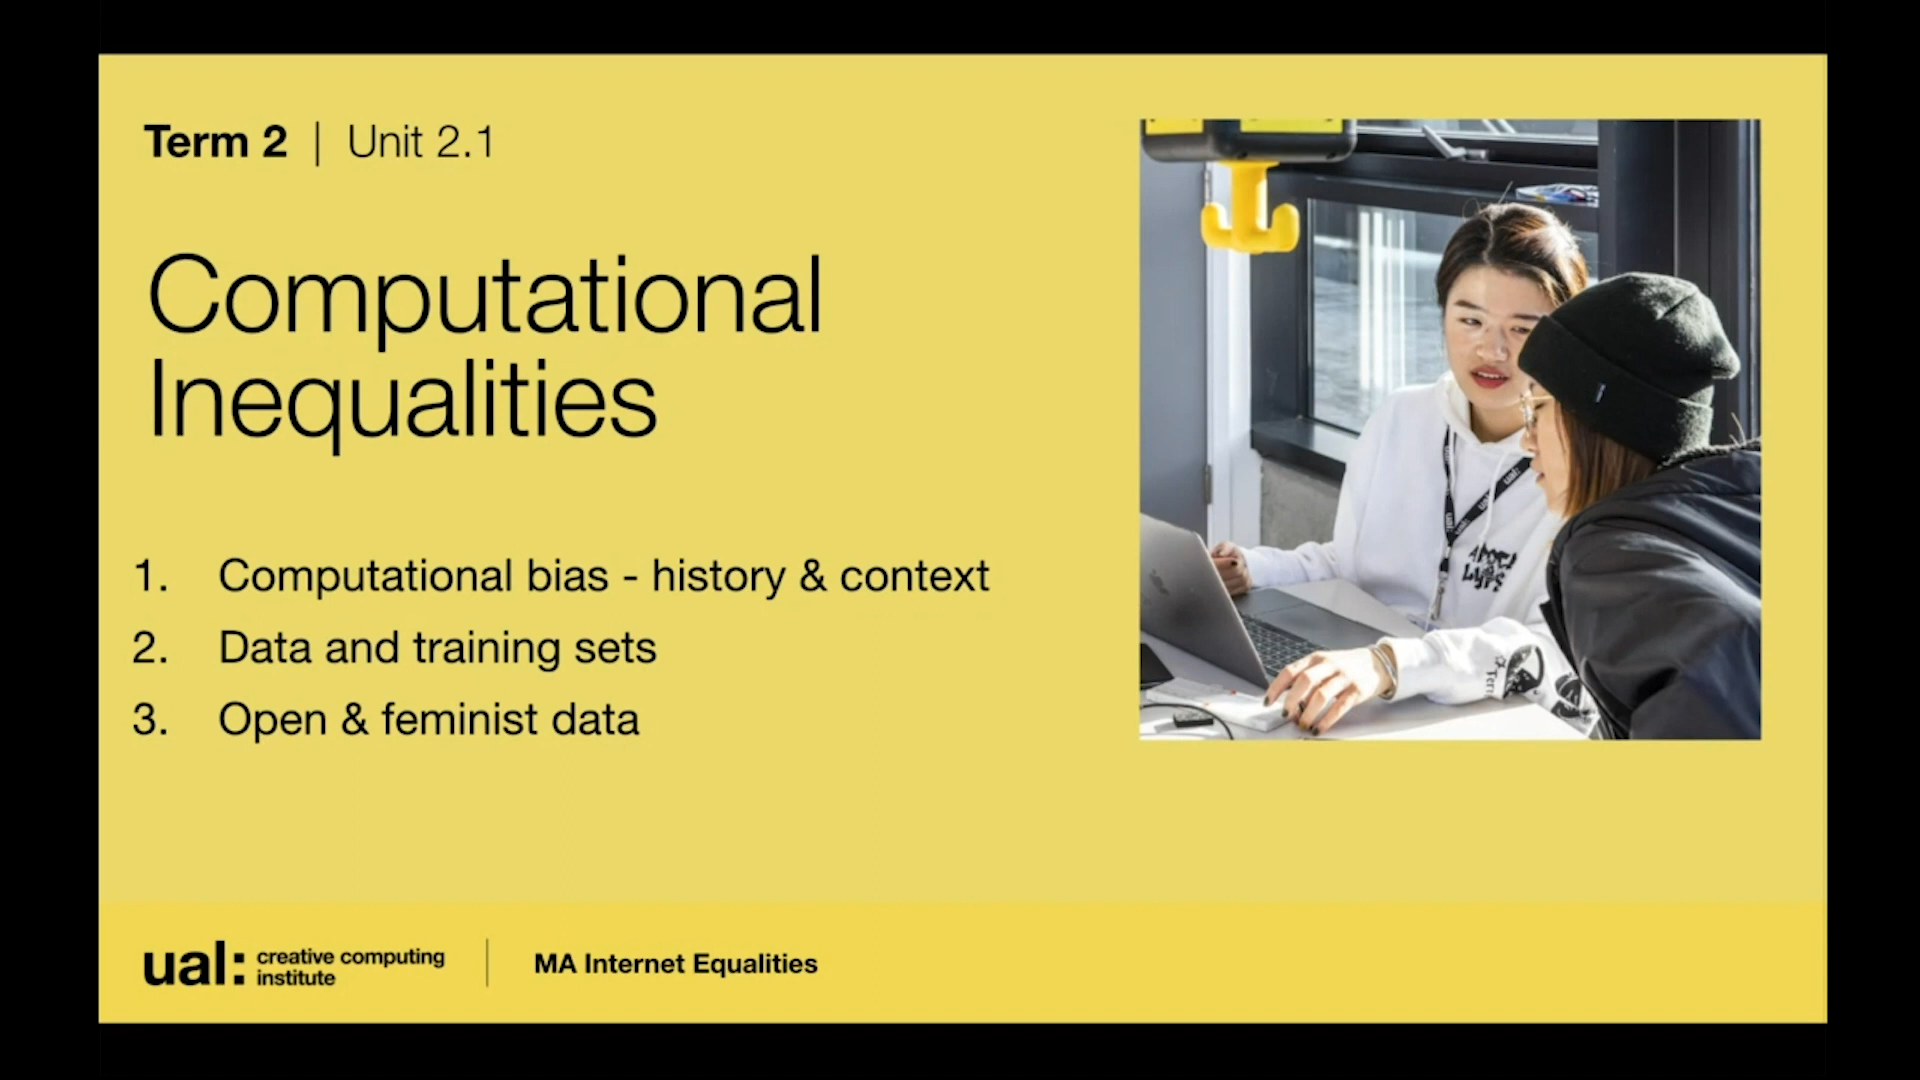 Term 2 | Unit 2.1
Computational
Inequalities
1. Computational bias - history & context
2. Data and training sets
3. Open & feminist data
ual: creative computing
institute
MA Internet Equalities